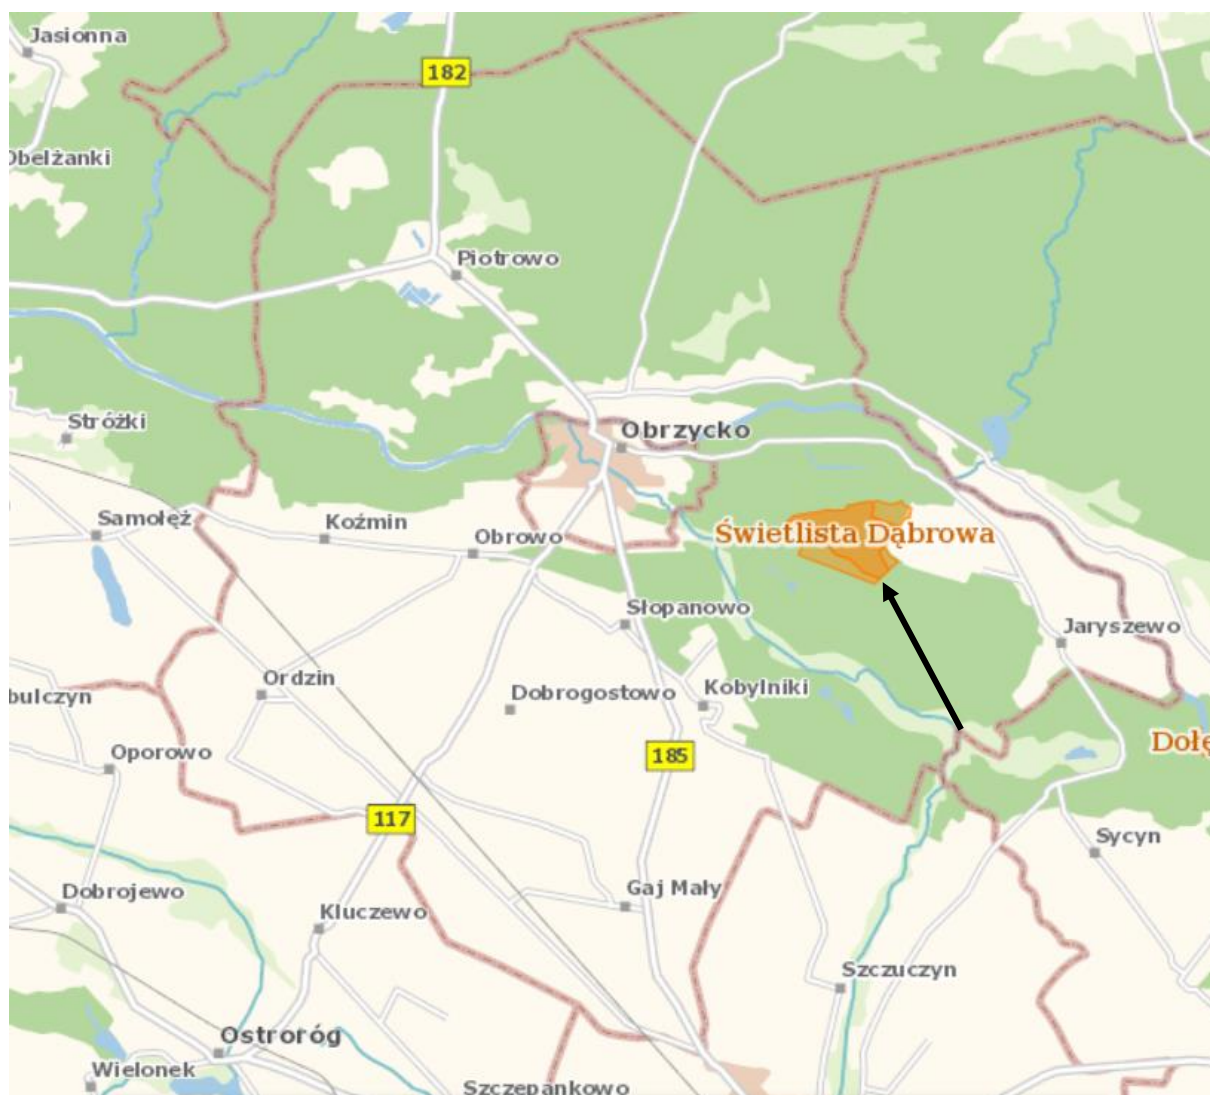 Jasionna
182
Obelżanki
Piotrowo
Stróżki
Obrzycko
Samołęż
Koźmin
Obrowo
Świetlista Dąbrowa
Słopanowo
Jaryszewo
Ordzin
Dobrogostowo
Kobylniki
bulczyn
Oporowo
185
Dołę
117
Sycyn
Dobrojewo
Gaj Mały
Kluczewo
Szczuczyn
Ostroróg
Wielonek
Szczepankowo